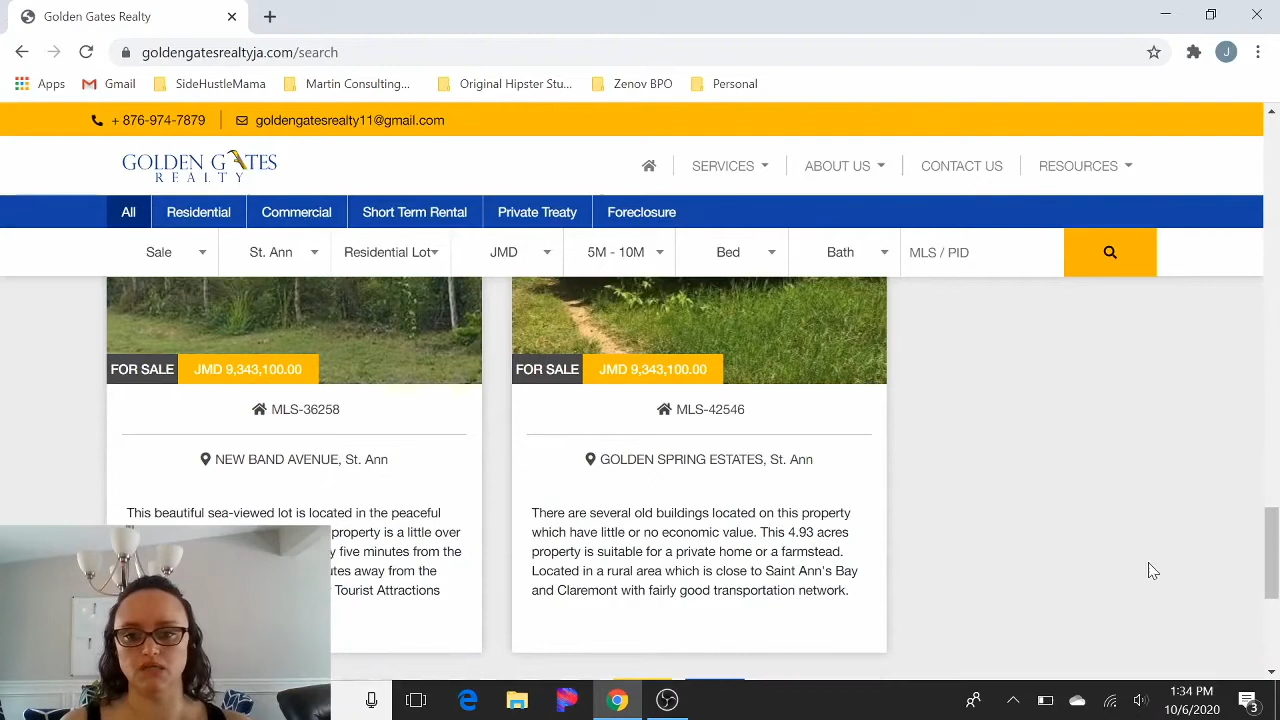 Golden Gates Realty
goldengatesrealtyja.com/search
J
Apps Gmail SideHustleMama Martin Consulting... Original Hipster Stu... Zenov BPO Personal
+ 876-974-7879 goldengatesrealty11@gmail.com
GOLDEN GATES
REALTY
SERVICES ABOUT US CONTACT US RESOURCES
All Residential Commercial Short Term Rental Private Treaty Foreclosure
Sale St. Ann Residential Lot JMD 5M - 10M Bed Bath MLS / PID
FOR SALE JMD 9,343,100.00
MLS-36258
NEW BAND AVENUE, St. Ann
This beautiful sea-viewed lot is located in the peaceful
property is a little over
y five minutes from the
utes away from the
Tourist Attractions
FOR SALE JMD 9,343,100.00
MLS-42546
GOLDEN SPRING ESTATES, St. Ann
There are several old buildings located on this property
which have little or no economic value. This 4.93 acres
property is suitable for a private home or a farmstead.
Located in a rural area which is close to Saint Ann's Bay
and Claremont with fairly good transportation network.
1:34 PM
10/6/2020
3